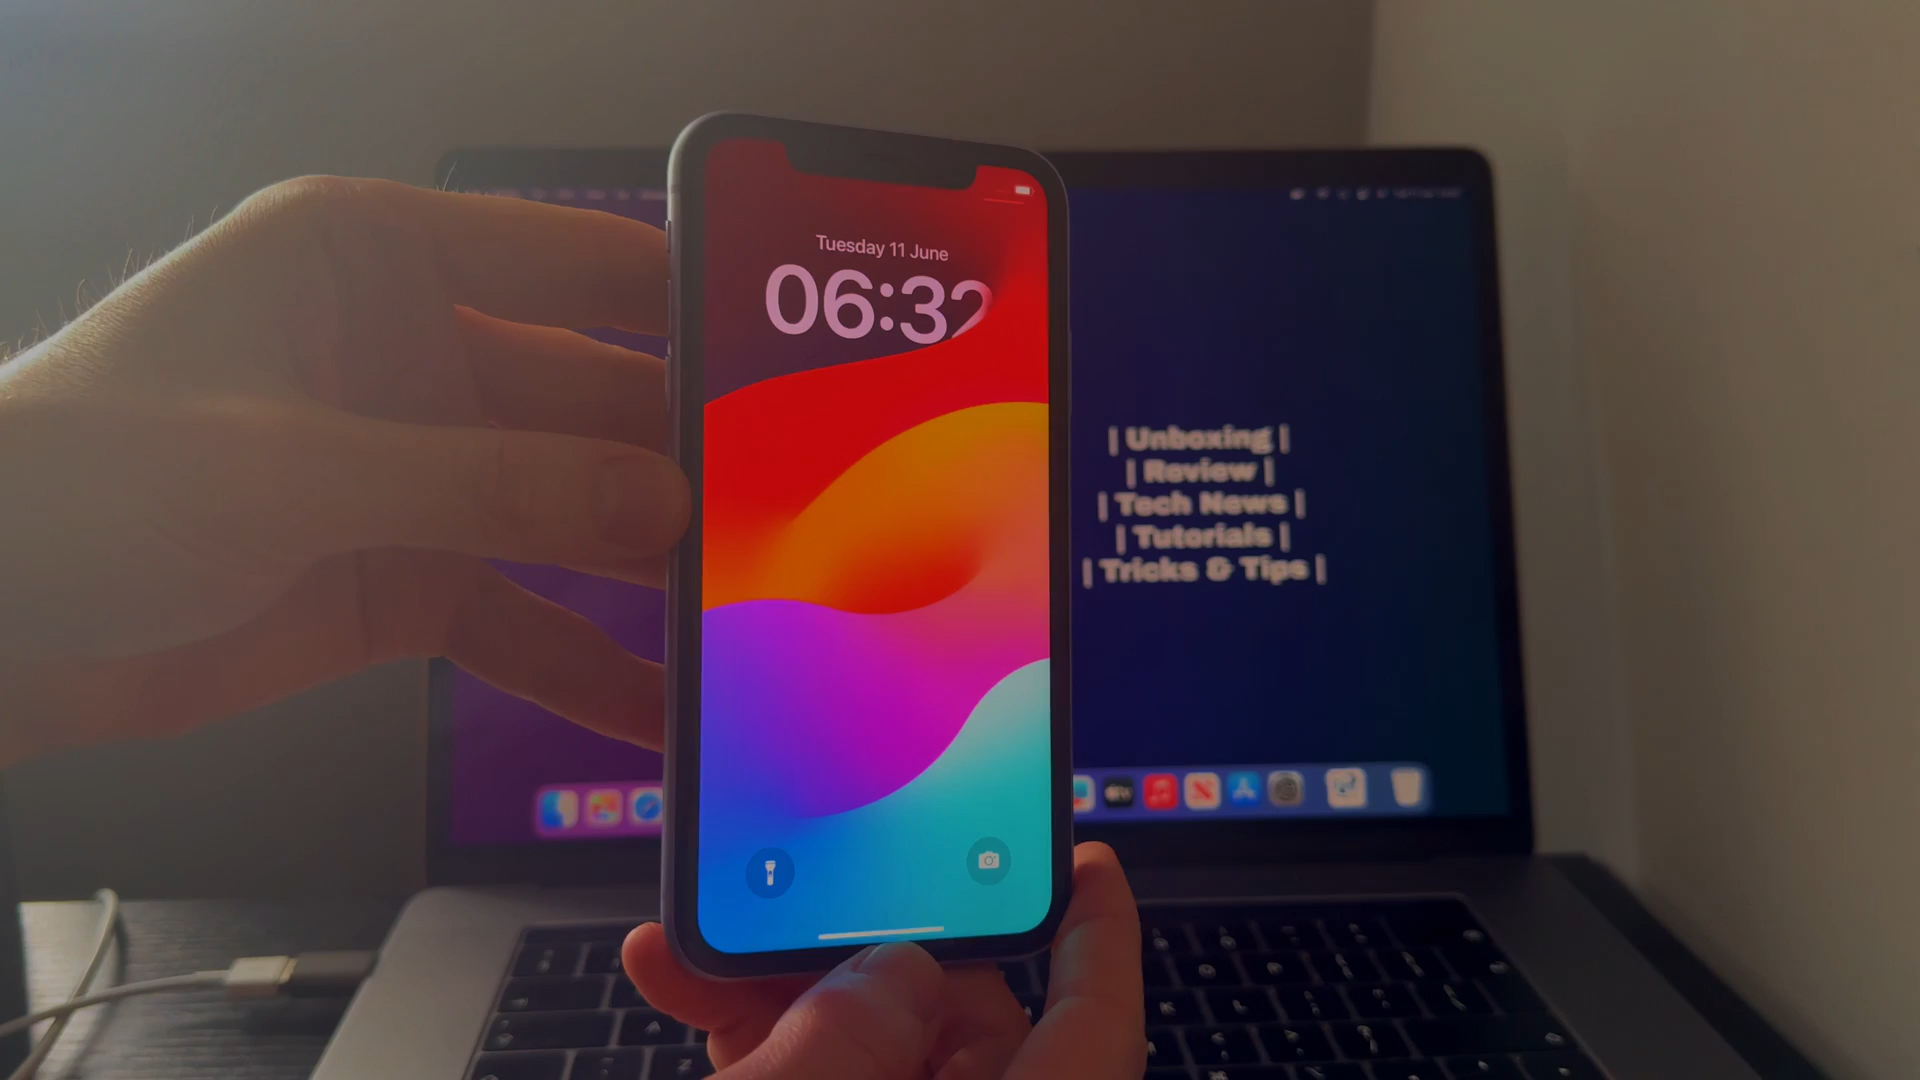 Tuesday 11 June
06:32
| Unboxing |
| Review |
| Tech News |
| Tutorials |
| Tricks & Tips |